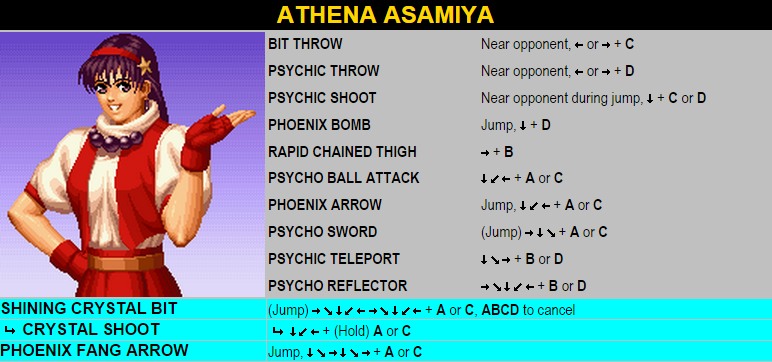 ATHENA ASAMIYA
BIT THROW Near opponent, ← or → + C
PSYCHIC THROW Near opponent, ← or → + D
PSYCHIC SHOOT Near opponent during jump, ↓ + C or D
PHOENIX BOMB Jump, ↓ + D
RAPID CHAINED THIGH → + B
PSYCHO BALL ATTACK ↓ ↙ ← + A or C
PHOENIX ARROW Jump, ↓ ↙ ← + A or C
PSYCHO SWORD (Jump) → ↓ ↘ + A or C
PSYCHIC TELEPORT ↓ ↘ → + B or D
PSYCHO REFLECTOR → ↘ ↓ ↙ ← + B or D
SHINING CRYSTAL BIT (Jump) → ↘ ↓ ↙ ← → ↘ ↓ ↙ ← + A or C, ABCD to cancel
↳ CRYSTAL SHOOT ↳ ↓ ↙ ← + (Hold) A or C
PHOENIX FANG ARROW Jump, ↓ ↘ → ↓ ↘ → + A or C